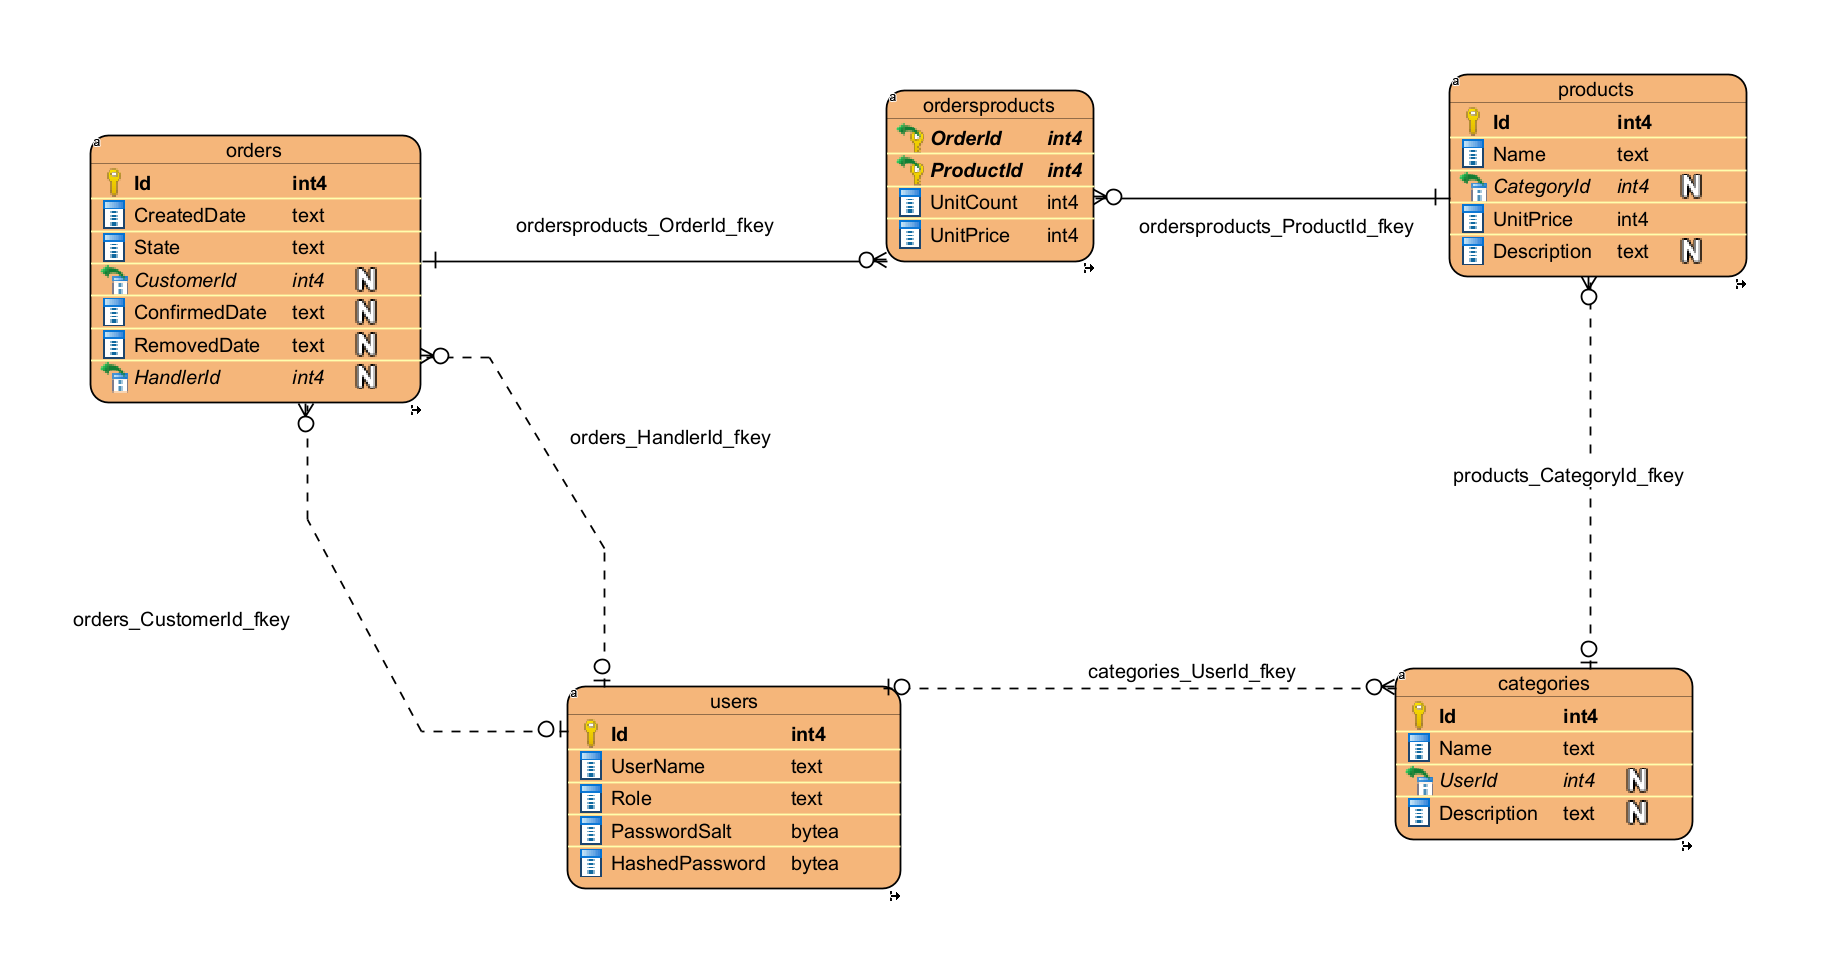 orders
Id int4
CreatedDate text
State text
CustomerId int4 N
ConfirmedDate text N
RemovedDate text N
HandlerId int4 N
ordersproducts_OrderId_fkey
ordersproducts
OrderId int4
ProductId int4
UnitCount int4
UnitPrice int4
ordersproducts_ProductId_fkey
products
Id int4
Name text
CategoryId int4 N
UnitPrice int4
Description text N
orders_HandlerId_fkey
products_CategoryId_fkey
orders_CustomerId_fkey
users
Id int4
UserName text
Role text
PasswordSalt bytea
HashedPassword bytea
categories_UserId_fkey
categories
Id int4
Name text
UserId int4 N
Description text N
a
a
a
a
a